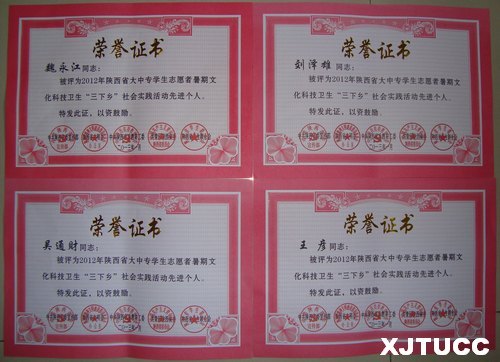 荣誉证书
魏永江同志：
被评为2012年陕西省大中专学生志愿者暑期文
化科技卫生“三下乡”社会实践活动先进个人。
特发此证，以资鼓励。
荣誉证书
刘泽雄同志：
被评为2012年陕西省大中专学生志愿者暑期文
化科技卫生“三下乡”社会实践活动先进个人。
特发此证，以资鼓励。
荣誉证书
吴通财同志：
被评为2012年陕西省大中专学生志愿者暑期文
化科技卫生“三下乡”社会实践活动先进个人。
特发此证，以资鼓励。
荣誉证书
王彦同志：
被评为2012年陕西省大中专学生志愿者暑期文
化科技卫生“三下乡”社会实践活动先进个人。
特发此证，以资鼓励。
XJTUCC